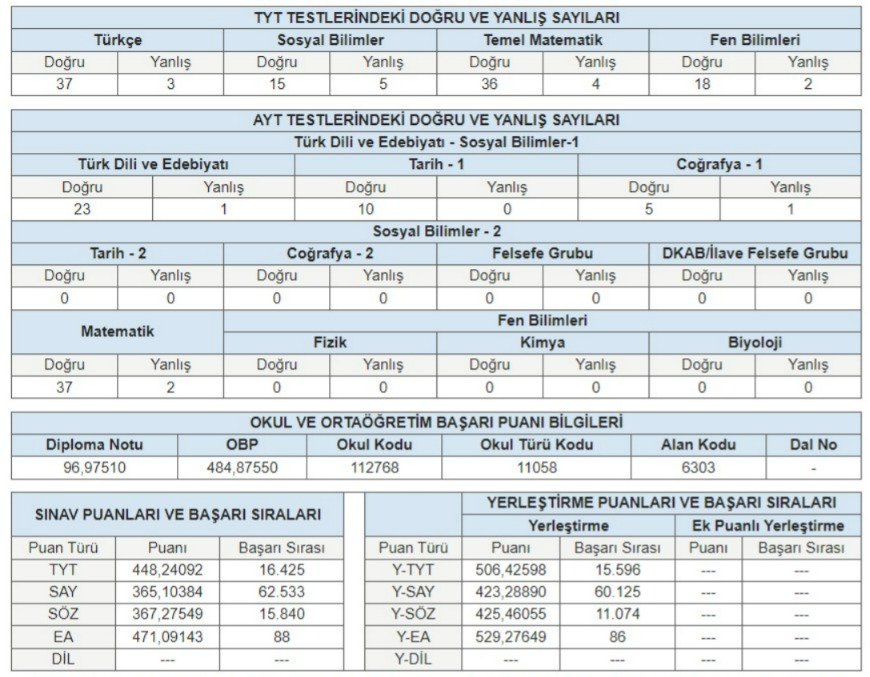 TYT TESTLERİNDEKİ DOĞRU VE YANLIŞ SAYILARI
Türkçe Sosyal Bilimler Temel Matematik Fen Bilimleri
Doğru Yanlış Doğru Yanlış Doğru Yanlış Doğru Yanlış
37 3 15 5 36 4 18 2
AYT TESTLERİNDEKİ DOĞRU VE YANLIŞ SAYILARI
Türk Dili ve Edebiyatı - Sosyal Bilimler-1
Türk Dili ve Edebiyatı Tarih - 1 Coğrafya - 1
Doğru Yanlış Doğru Yanlış Doğru Yanlış
23 1 10 0 5 1
Sosyal Bilimler - 2
Tarih - 2 Coğrafya - 2 Felsefe Grubu DKAB/İlave Felsefe Grubu
Doğru Yanlış Doğru Yanlış Doğru Yanlış Doğru Yanlış
0 0 0 0 0 0 0 0
Matematik Fen Bilimleri
Fizik Kimya Biyoloji
Doğru Yanlış Doğru Yanlış Doğru Yanlış Doğru Yanlış
37 2 0 0 0 0 0 0
OKUL VE ORTAÖĞRETİM BAŞARI PUANI BİLGİLERİ
Diploma Notu OBP Okul Kodu Okul Türü Kodu Alan Kodu Dal No
96,97510 484,87550 112768 11058 6303 -
SINAV PUANLARI VE BAŞARI SIRALARI
Puan Türü Puanı Başarı Sırası
TYT 448,24092 16.425
SAY 365,10384 62.533
SÖZ 367,27549 15.840
EA 471,09143 88
DİL --- ---
YERLEŞTİRME PUANLARI VE BAŞARI SIRALARI
Yerleştirme Ek Puanlı Yerleştirme
Puan Türü Puanı Başarı Sırası Puanı Başarı Sırası
Y-TYT 506,42598 15.596 --- ---
Y-SAY 423,28890 60.125 --- ---
Y-SÖZ 425,46055 11.074 --- ---
Y-EA 529,27649 86 --- ---
Y-DİL --- --- --- ---